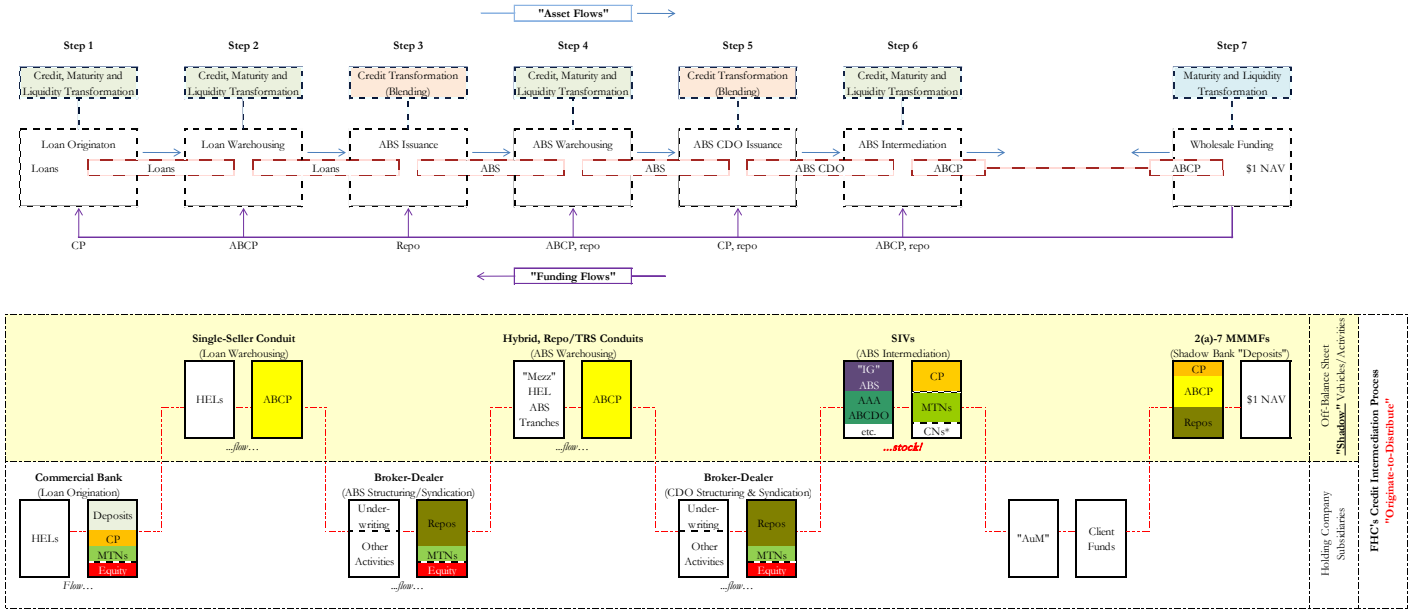 "Asset Flows"
Step 1
Step 2
Step 3
Step 4
Step 5
Step 6
Step 7
Credit, Maturity and
Liquidity Transformation
Credit, Maturity and
Liquidity Transformation
Credit Transformation
(Blending)
Credit, Maturity and
Liquidity Transformation
Credit Transformation
(Blending)
Credit, Maturity and
Liquidity Transformation
Maturity and Liquidity
Transformation
Loan Originaton
Loan Warehousing
ABS Issuance
ABS Warehousing
ABS CDO Issuance
ABS Intermediation
Wholesale Funding
Loans
Loans
Loans
ABS
ABS
ABS CDO
ABCP
ABCP
$1 NAV
CP
ABCP
Repo
ABCP, repo
CP, repo
ABCP, repo
"Funding Flows"
Single-Seller Conduit
(Loan Warehousing)
HELs
ABCP
...flow...
Hybrid, Repo/TRS Conduits
(ABS Warehousing)
"Mezz"
HEL
ABS
Tranches
ABCP
...flow...
SIVs
(ABS Intermediation)
"IG"
ABS
AAA
ABCDO
etc.
CP
MTNs
CNs*
...stock!
2(a)-7 MMMFs
(Shadow Bank "Deposits")
CP
ABCP
Repos
$1 NAV
Off-Balance Sheet
"Shadow" Vehicles/Activities
Commercial Bank
(Loan Origination)
HELs
Deposits
CP
MTNs
Equity
Flow...
Broker-Dealer
(ABS Structuring/Syndication)
Under-
writing
Other
Activities
Repos
MTNs
Equity
...flow...
Broker-Dealer
(CDO Structuring & Syndication)
Under-
writing
Other
Activities
Repos
MTNs
Equity
...flow...
"AuM"
Client
Funds
Holding Company
Subsidiaries
FHC's Credit Intermediation Process
"Originate-to-Distribute"